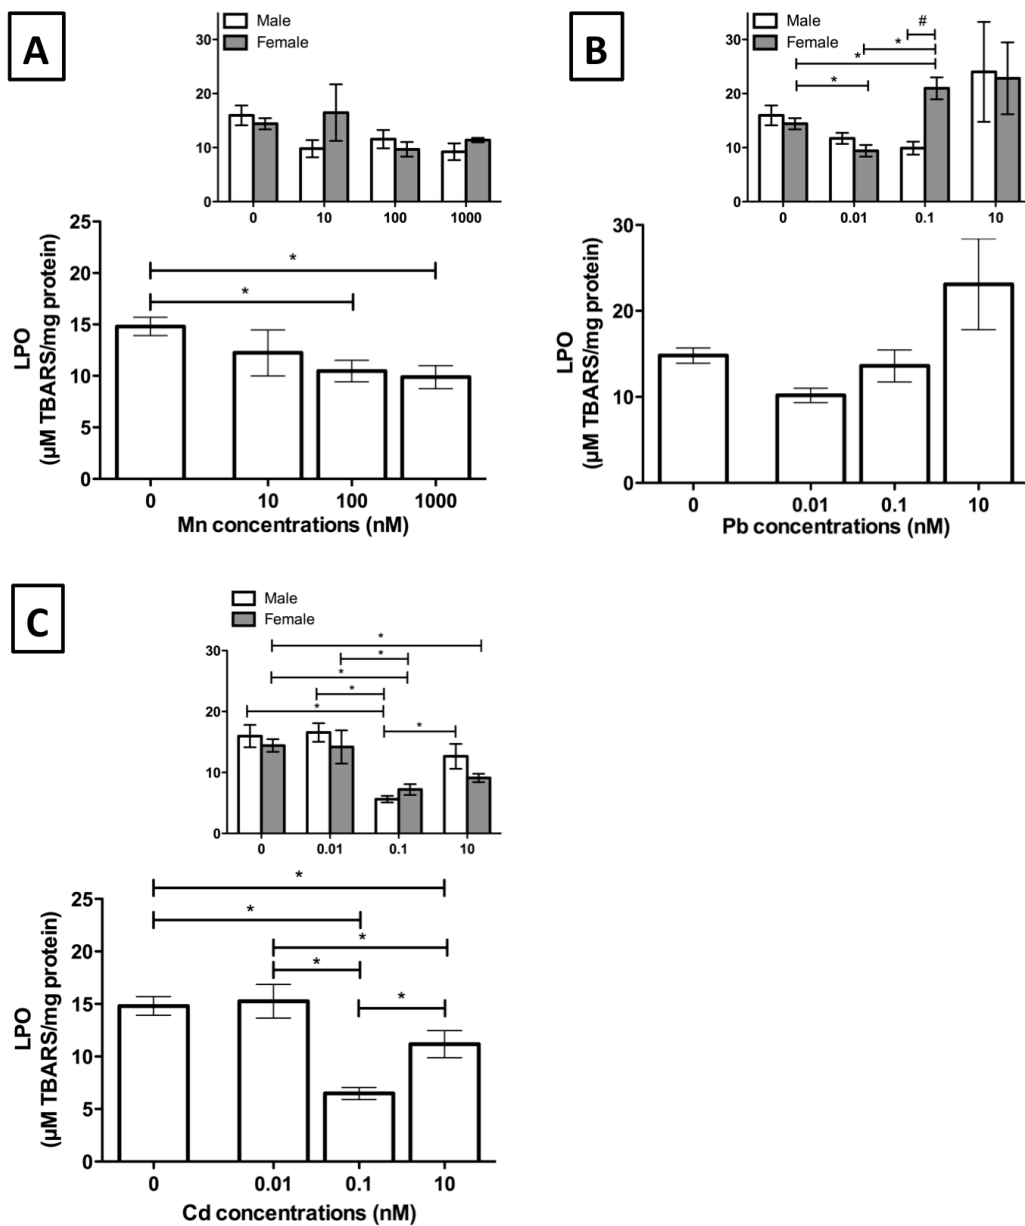 A
Male
Female
30
20
10
0
0 10 100 1000
25
20
15
10
5
0
*
*
LPO
(µM TBARS/mg protein)
0 10 100 1000
Mn concentrations (nM)
B
Male
Female
#
*
*
*
30
20
10
0
0 0.01 0.1 10
30
20
10
0
LPO
(µM TBARS/mg protein)
0 0.01 0.1 10
Pb concentrations (nM)
C
Male
Female
*
*
*
*
*
*
30
20
10
0
0 0.01 0.1 10
*
*
*
*
*
25
20
15
10
5
0
LPO
(µM TBARS/mg protein)
0 0.01 0.1 10
Cd concentrations (nM)